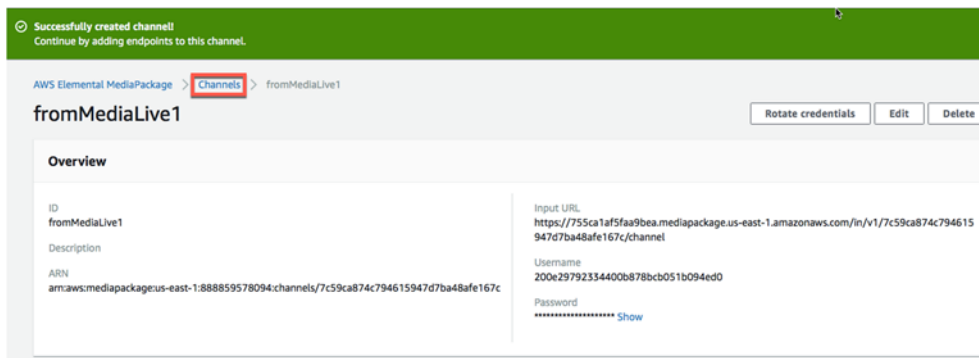 Successfully created channel!
Continue by adding endpoints to this channel.
AWS Elemental MediaPackage > Channels > fromMediaLive1
fromMediaLive1
Rotate credentials Edit Delete
Overview
ID
fromMediaLive1
Description
ARN
arn:aws:mediapackage:us-east-1:888859578094:channels/7c59ca874c794615947d7ba48afe167c
Input URL
https://755ca1af5faa9bea.mediapackage.us-east-1.amazonaws.com/in/v1/7c59ca874c794615
947d7ba48afe167c/channel
Username
200e29792334400b878bcb051b094ed0
Password
******************** Show